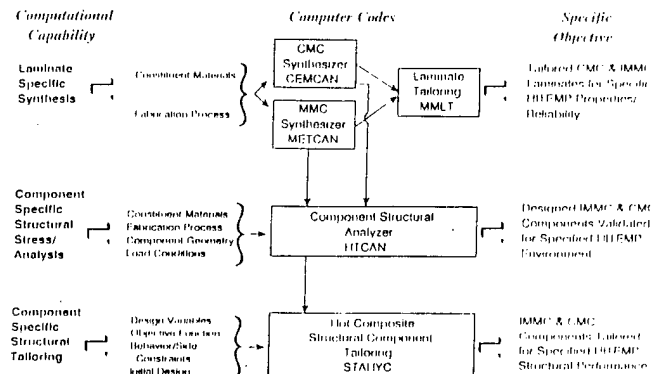 Computational
Capability
Computer Codes
Specific
Objective
Laminate
Specific
Synthesis
Constituent Materials
Fabrication Process
CMC
Synthesizer
CEMCAN
MMC
Synthesizer
METCAN
Laminate
Tailoring
MMLT
Tailored CMC & IMMC
Laminates for Specific
HITEMP Properties/
Reliability
Component
Specific
Structural
Stress/
Analysis
Constituent Materials
Fabrication Process
Component Geometry
Load Conditions
Component Structural
Analyzer
HITCAN
Designed IMMC & CMC
Components Validated
for Specified HITEMP
Environment
Component
Specific
Structural
Tailoring
Design Variables
Objective Function
Behavior/Side
Constraints
Initial Design
Hot Composite
Structural Component
Tailoring
STAHYC
IMMC & CMC
Components Tailored
for Specified HITEMP
Structural Performance